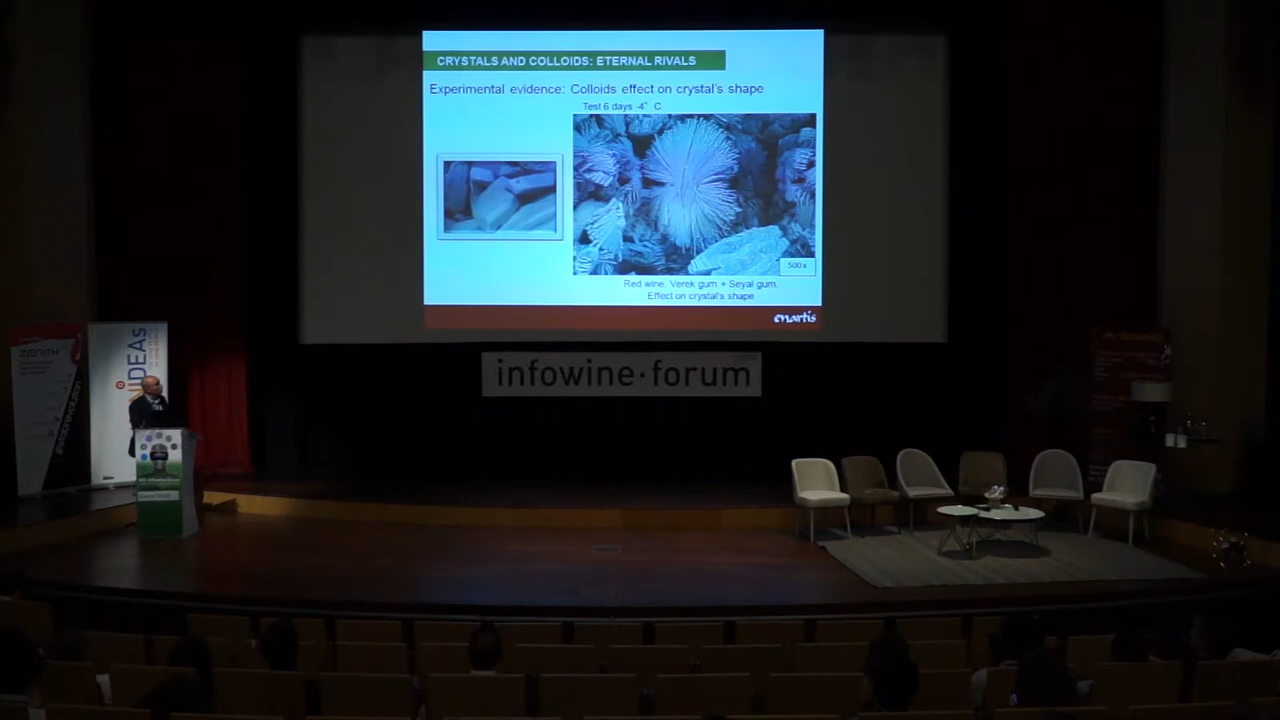 CRYSTALS AND COLLOIDS: ETERNAL RIVALS
Experimental evidence: Colloids effect on crystal's shape
Test 6 days -4° C
500 x
Red wine. Verek gum + Seyal gum.
Effect on crystal's shape
enartis
infowine·forum
ZENITH
IDEAS